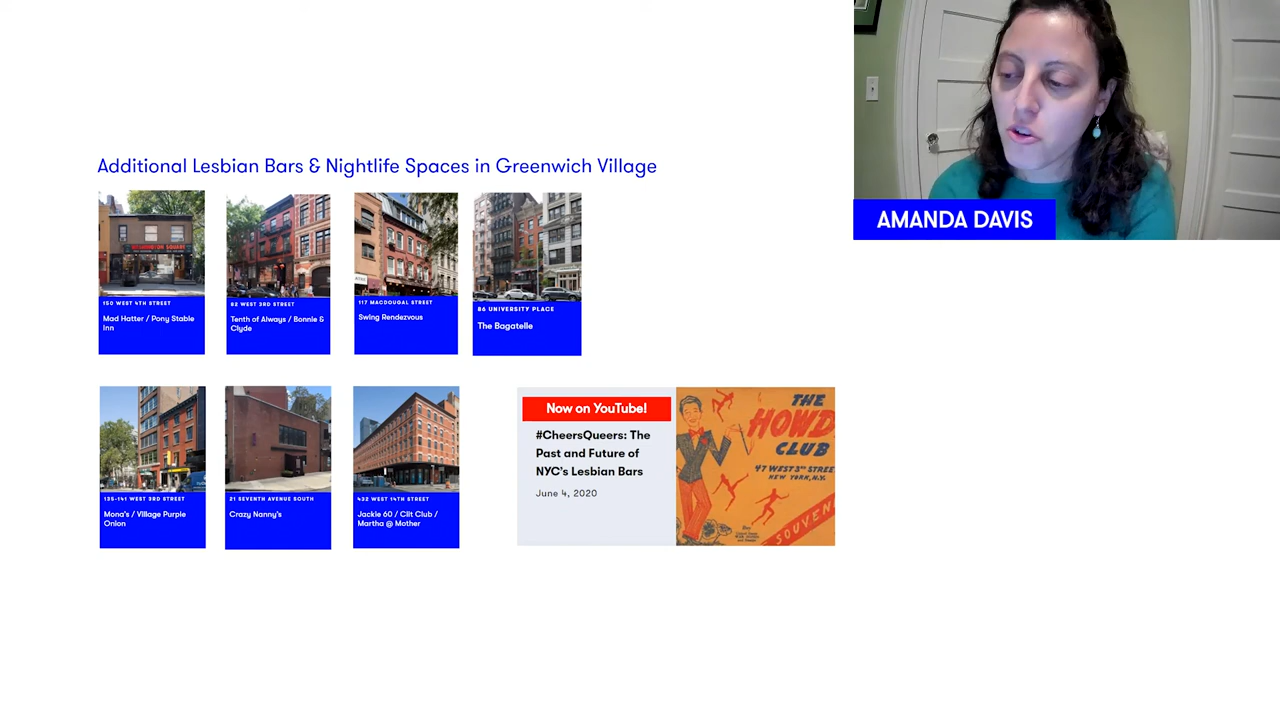 AMANDA DAVIS
Additional Lesbian Bars & Nightlife Spaces in Greenwich Village
WASHINGTON SQUARE
150 WEST 4TH STREET
Mad Hatter / Pony Stable
Inn
82 WEST 3RD STREET
Tenth of Always / Bonnie &
Clyde
117 MACDOUGAL STREET
Swing Rendezvous
86 UNIVERSITY PLACE
The Bagatelle
135-141 WEST 3RD STREET
Mona's / Village Purple
Onion
21 SEVENTH AVENUE SOUTH
Crazy Nanny's
432 WEST 14TH STREET
Jackie 60 / Clit Club /
Martha @ Mother
Now on YouTube!
#CheersQueers: The
Past and Future of
NYC's Lesbian Bars
June 4, 2020
THE
HOWD
CLUB
47 WEST 3RD STREE
NEW YORK, N.Y.
SOUVEN